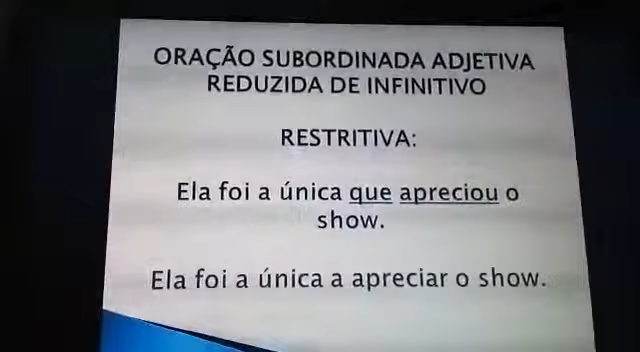 ORAÇÃO SUBORDINADA ADJETIVA
REDUZIDA DE INFINITIVO
RESTRITIVA:
Ela foi a única que apreciou o
show.
Ela foi a única a apreciar o show.